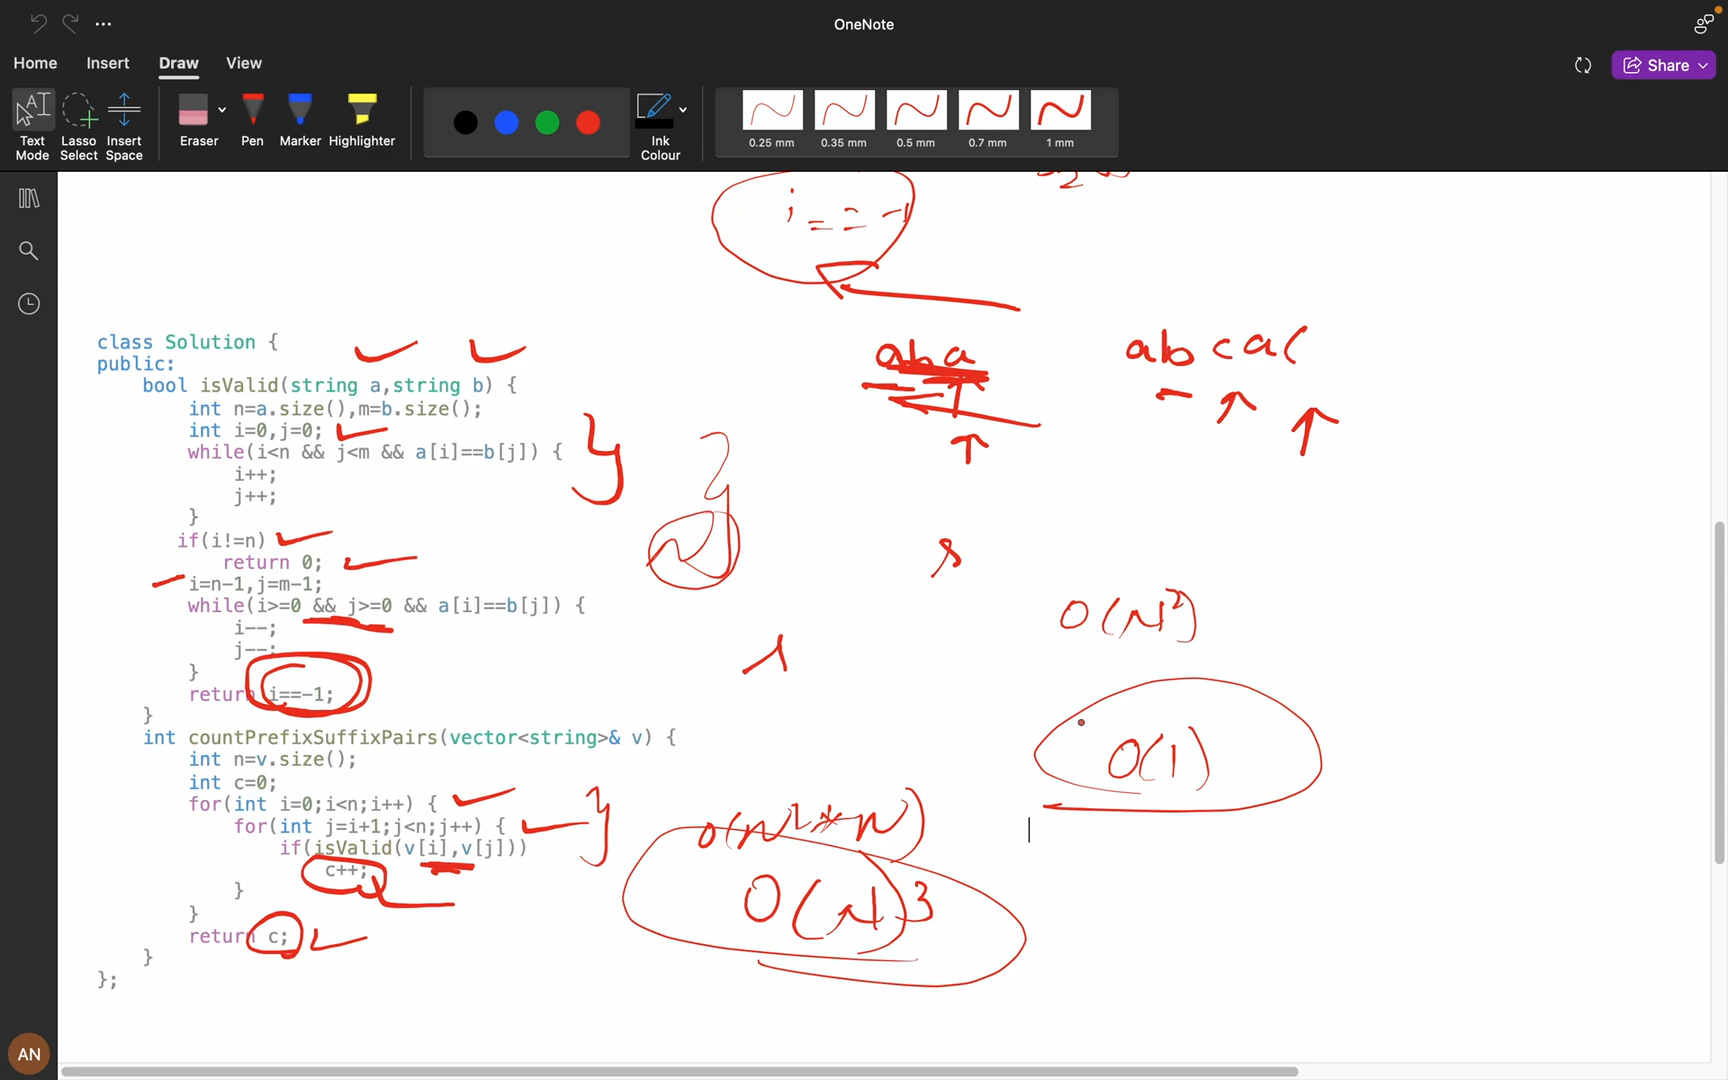 OneNote
Home Insert Draw View
Share
Text Mode
Lasso Select
Insert Space
Eraser
Pen
Marker
Highlighter
Ink Colour
0.25 mm
0.35 mm
0.5 mm
0.7 mm
1 mm
i == -1
class Solution {
public:
bool isValid(string a,string b) {
int n=a.size(),m=b.size();
int i=0,j=0;
while(i<n && j<m && a[i]==b[j]) {
i++;
j++;
}
if(i!=n)
return 0;
i=n-1,j=m-1;
while(i>=0 && j>=0 && a[i]==b[j]) {
i--;
j--;
}
return i==-1;
}
int countPrefixSuffixPairs(vector<string>& v) {
int n=v.size();
int c=0;
for(int i=0;i<n;i++) {
for(int j=i+1;j<n;j++) {
if(isValid(v[i],v[j]))
c++;
}
}
return c;
}
};
aba
abcac
O(N²)
O(1)
O(N²*N)
O(N)3
AN